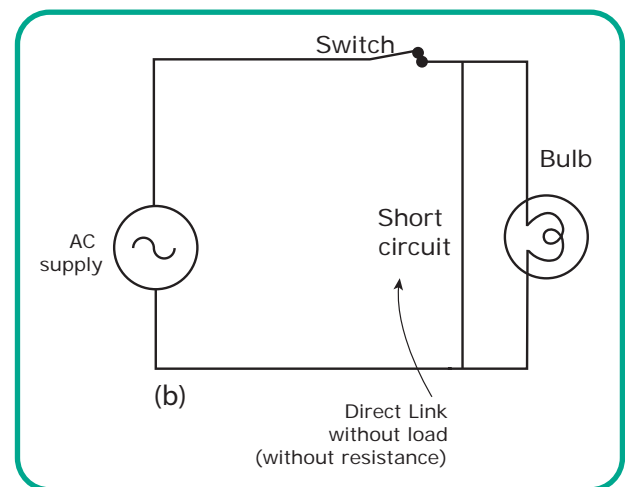 Switch
Bulb
Short
circuit
AC
supply
(b)
Direct Link
without load
(without resistance)